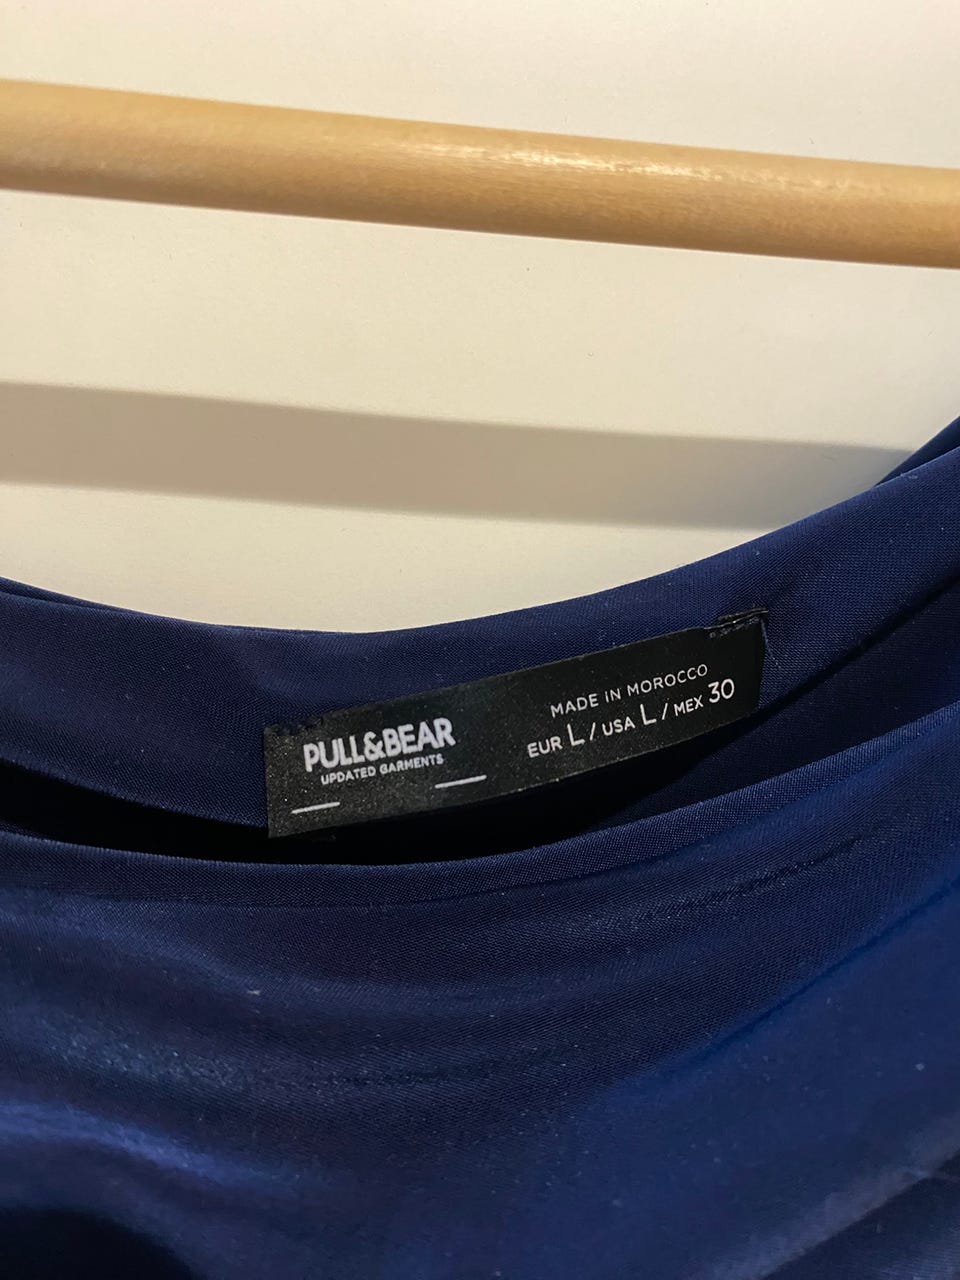 PULL&BEAR
UPDATED GARMENTS
MADE IN MOROCCO
EUR L / USA L / MEX 30